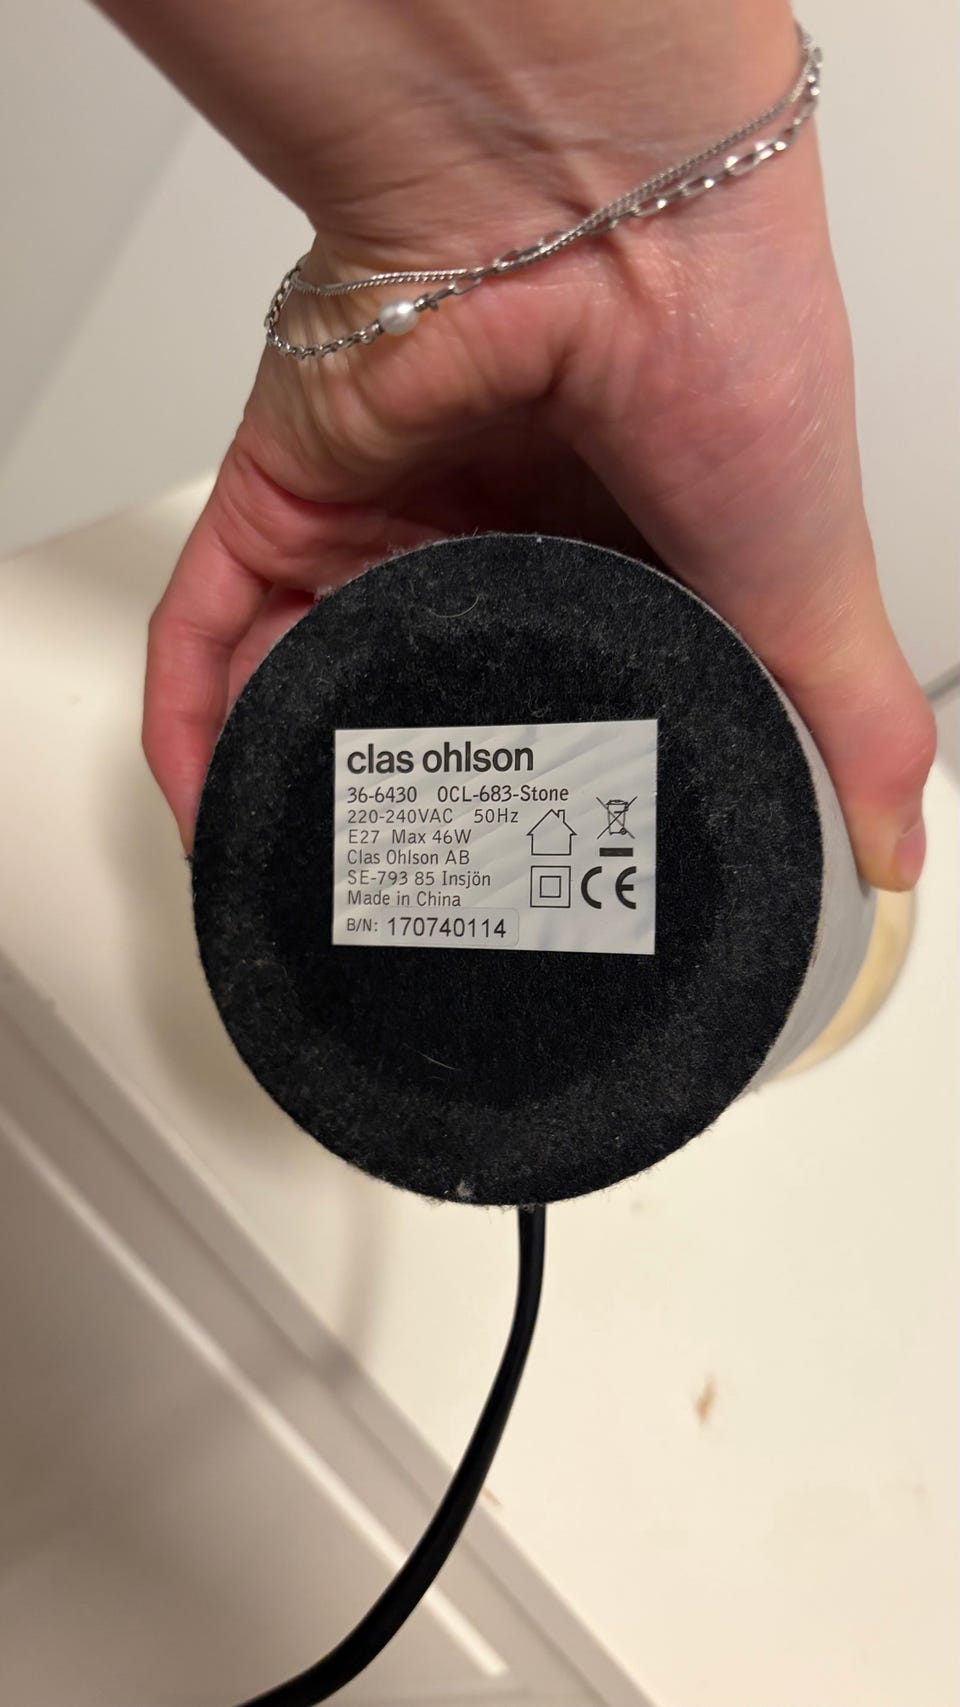 clas ohlson
36-6430 OCL-683-Stone
220-240VAC 50Hz
E27 Max 46W
Clas Ohlson AB
SE-793 85 Insjön
Made in China
B/N: 170740114
CE